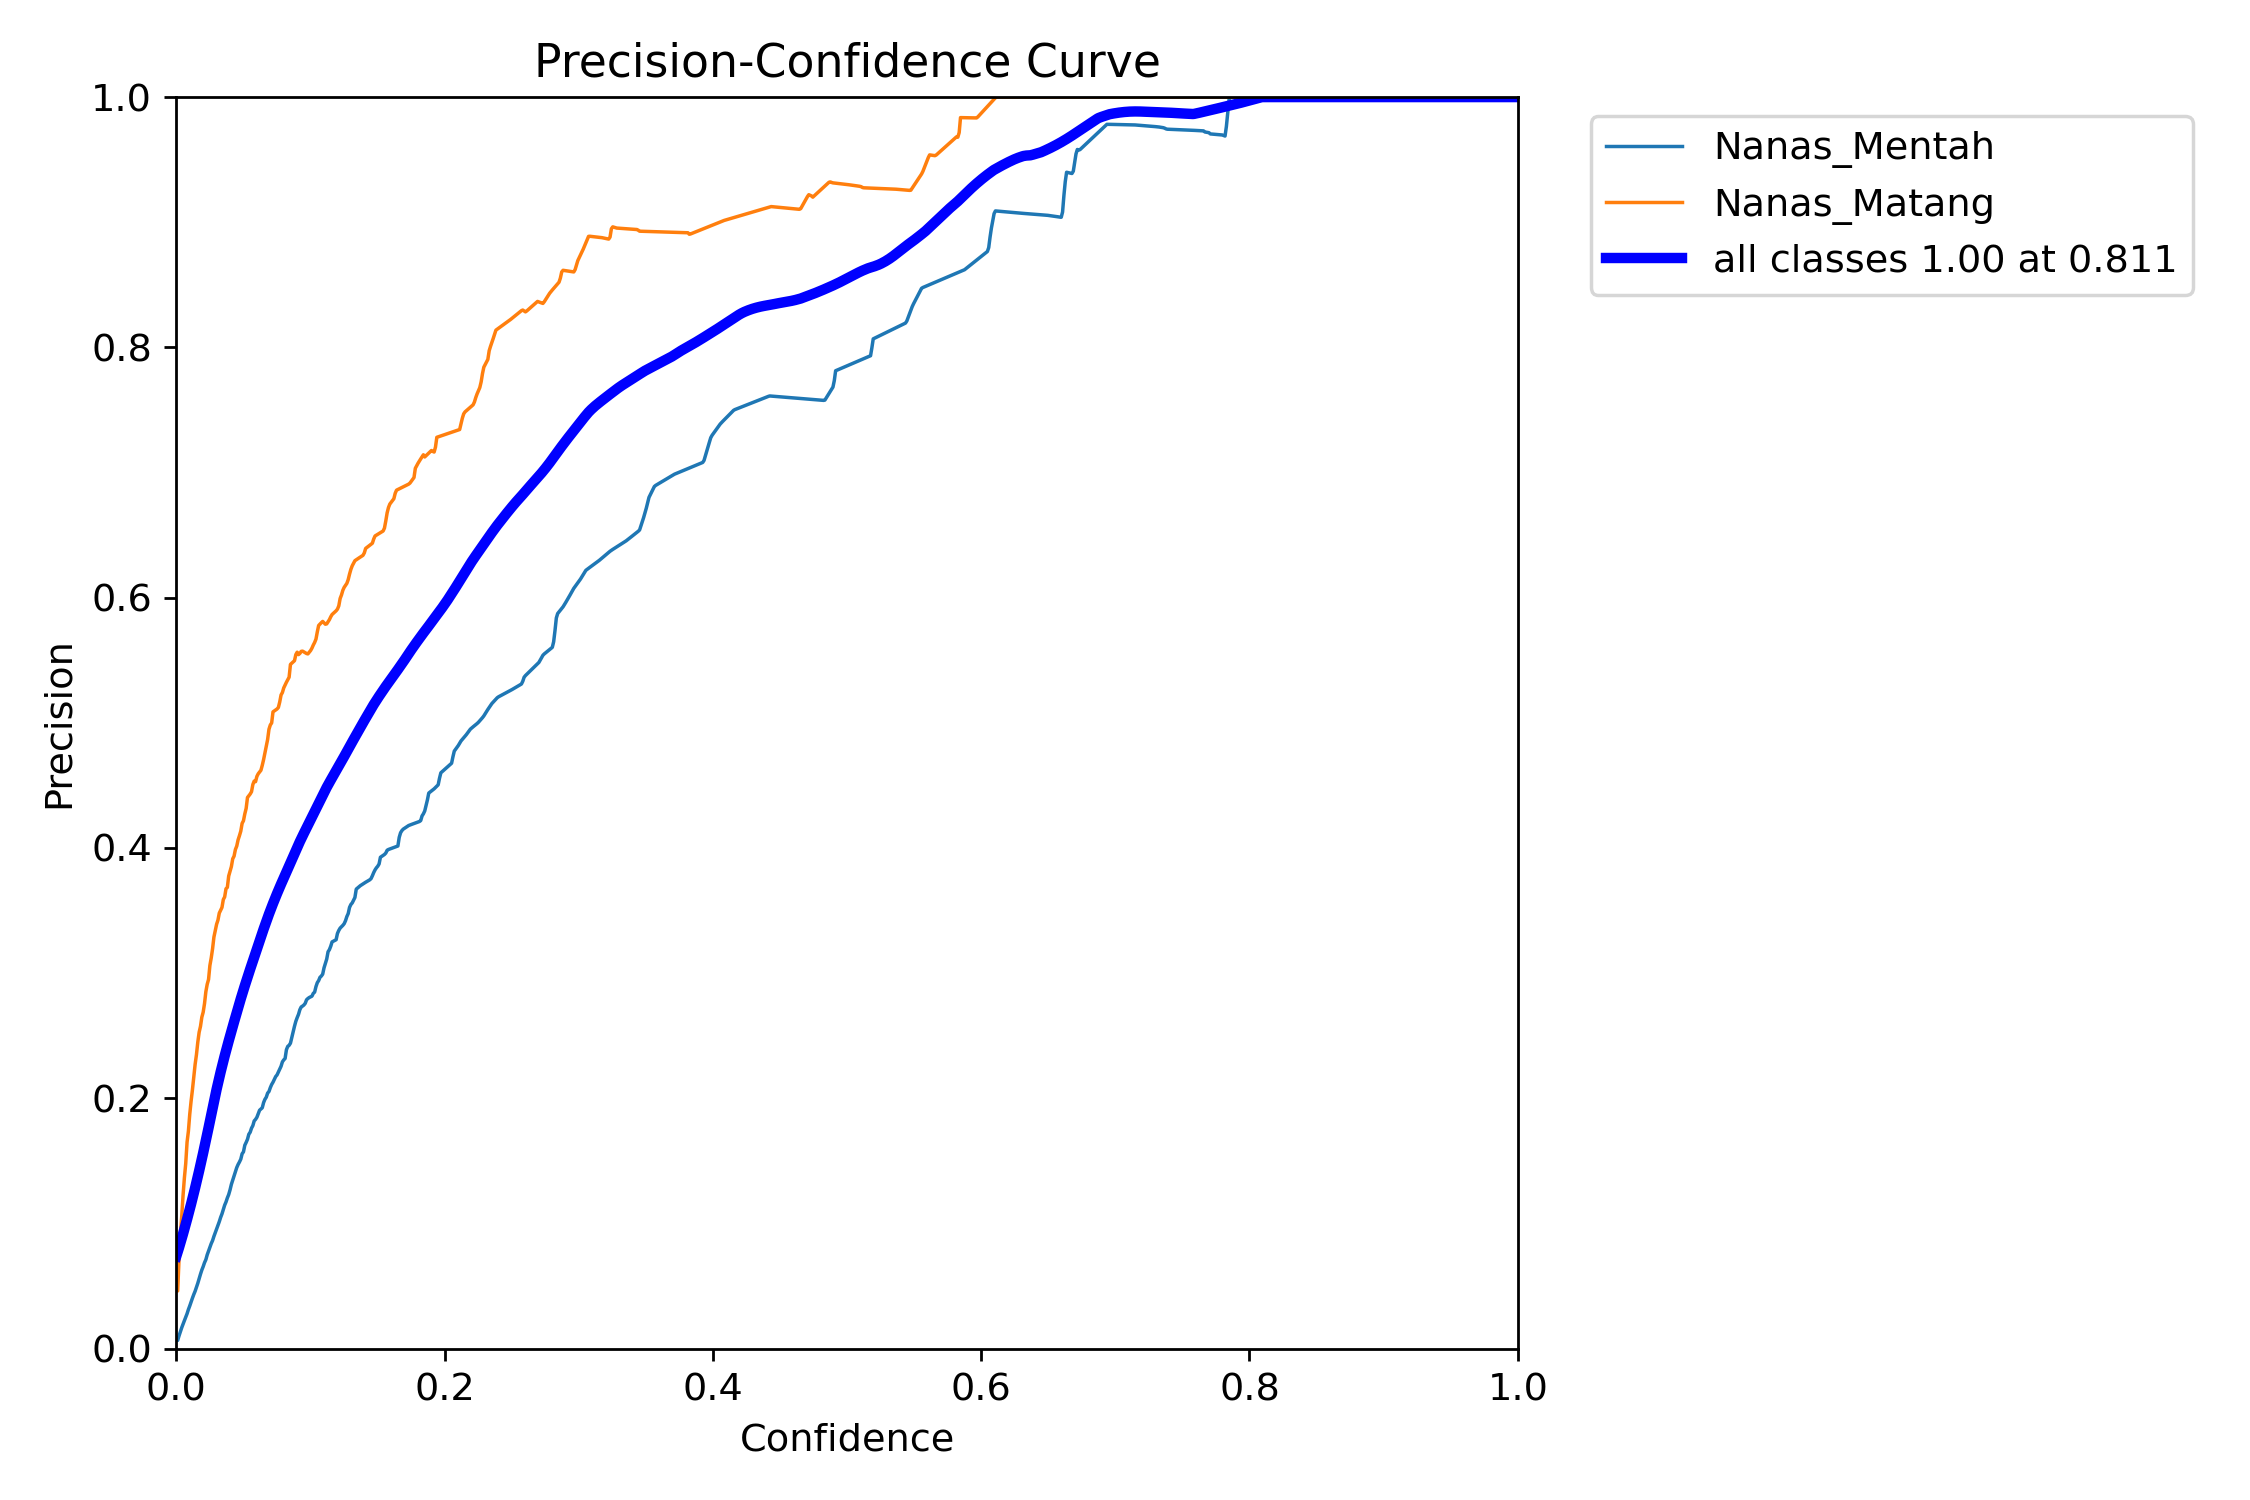 Precision-Confidence Curve
1.0
0.8
0.6
0.4
0.2
0.0
Precision
0.0 0.2 0.4 0.6 0.8 1.0
Confidence
Nanas_Mentah
Nanas_Matang
all classes 1.00 at 0.811